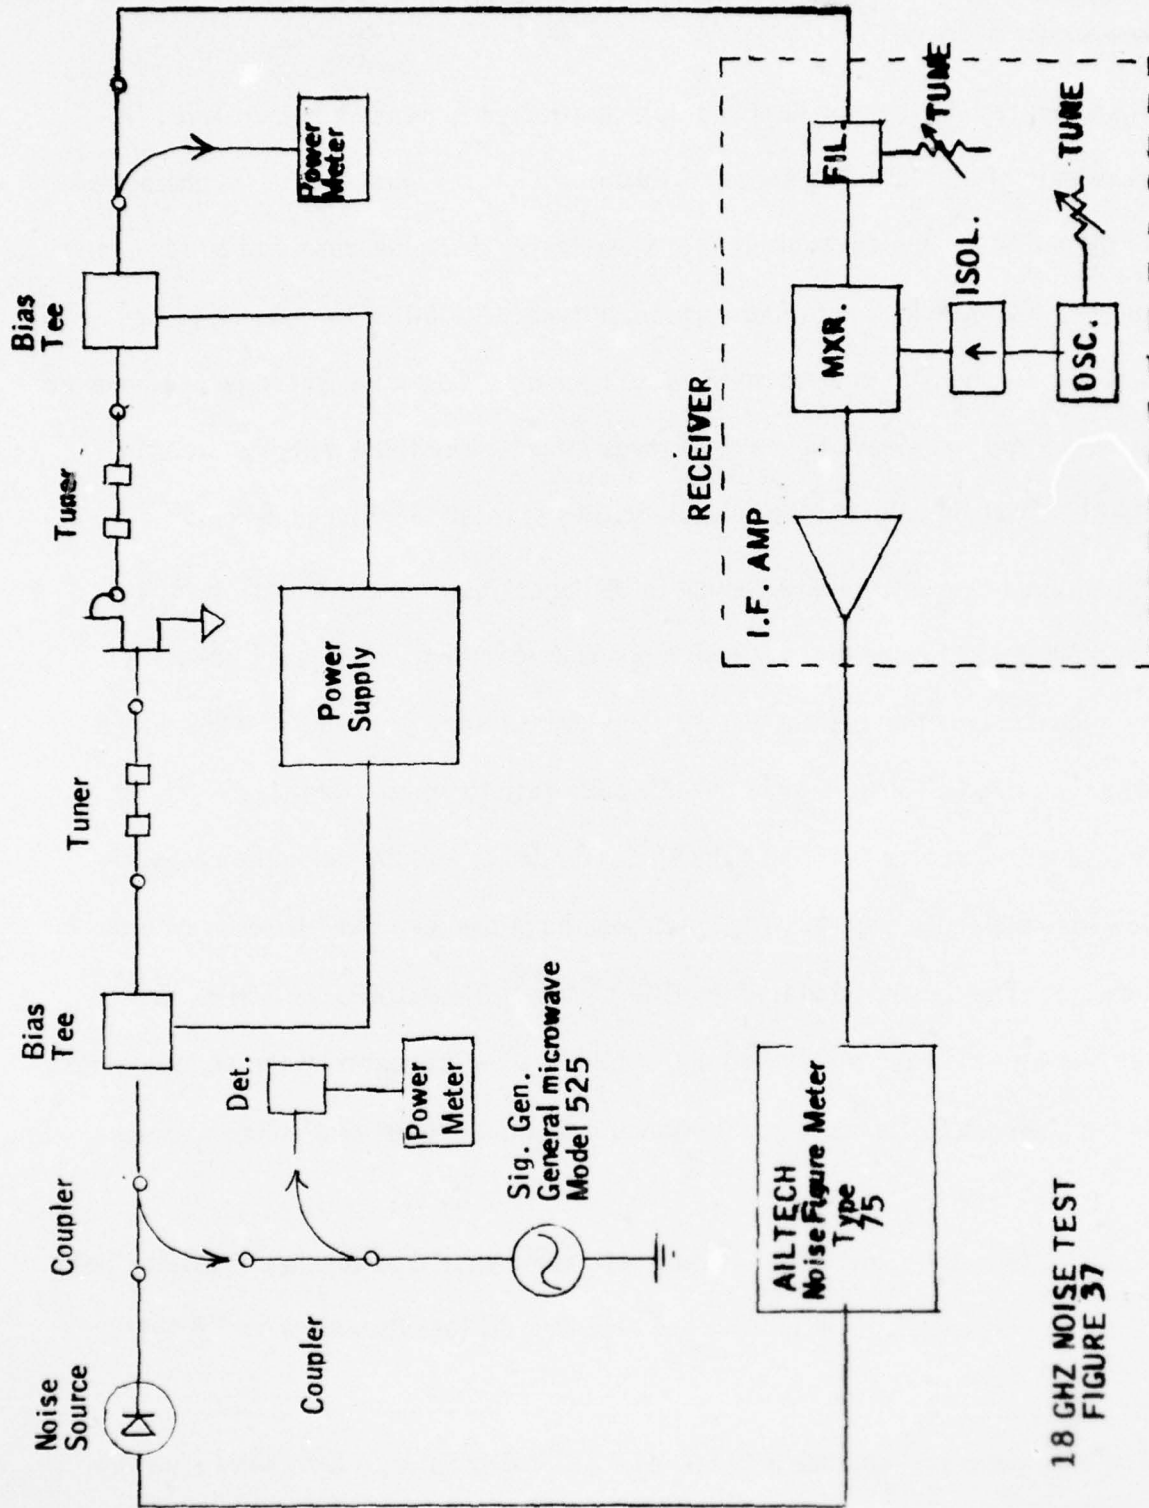 Noise
Source
Coupler
Bias
Tee
Tuner
Tuner
Bias
Tee
Coupler
Det.
Power
Meter
Sig. Gen.
General microwave
Model 525
Power
Supply
Power
Meter
RECEIVER
I.F. AMP
MXR.
FIL.
TUNE
ISOL.
OSC.
TUNE
AILTECH
Noise Figure Meter
Type
75
18 GHZ NOISE TEST
FIGURE 37